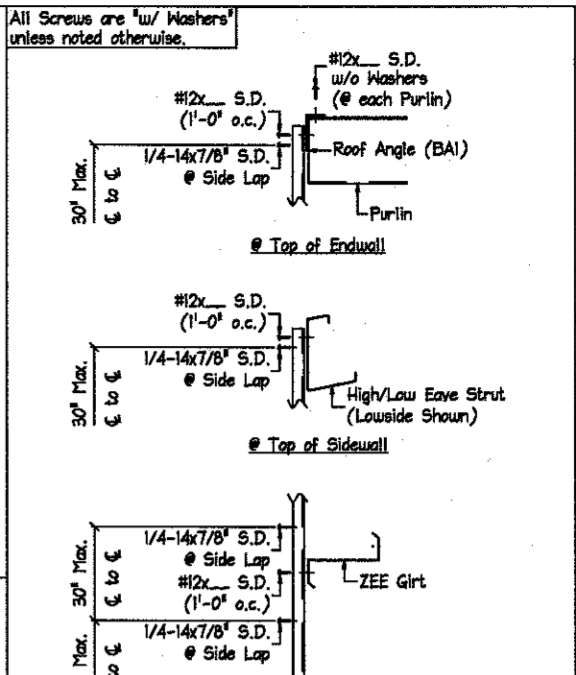 All Screws are "w/ Washers"
unless noted otherwise.
#12x__ S.D.
w/o Washers
(@ each Purlin)
#12x__ S.D.
(1'-0" o.c.)
1/4-14x7/8" S.D.
@ Side Lap
Roof Angle (BA1)
Purlin
30" Max.
℄ to ℄
@ Top of Endwall
#12x__ S.D.
(1'-0" o.c.)
1/4-14x7/8" S.D.
@ Side Lap
High/Low Eave Strut
(Lowside Shown)
30" Max.
℄ to ℄
@ Top of Sidewall
1/4-14x7/8" S.D.
@ Side Lap
#12x__ S.D.
(1'-0" o.c.)
ZEE Girt
30" Max.
℄ to ℄
1/4-14x7/8" S.D.
@ Side Lap
Max.
to ℄